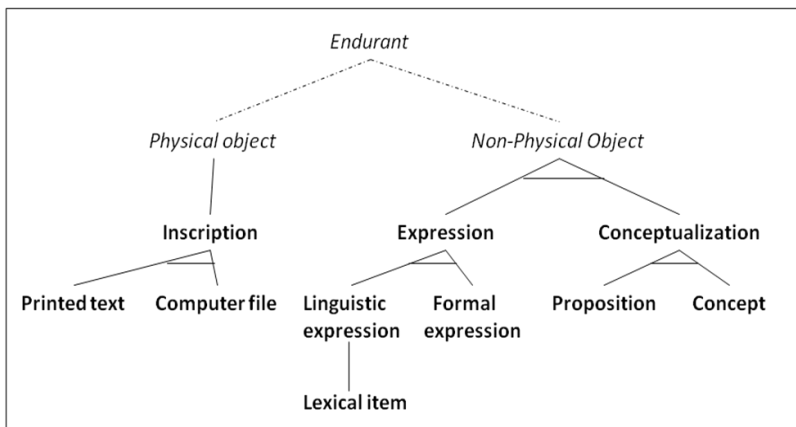 Endurant
Physical object
Non-Physical Object
Inscription
Expression
Conceptualization
Printed text
Computer file
Linguistic
expression
Formal
expression
Proposition
Concept
Lexical item